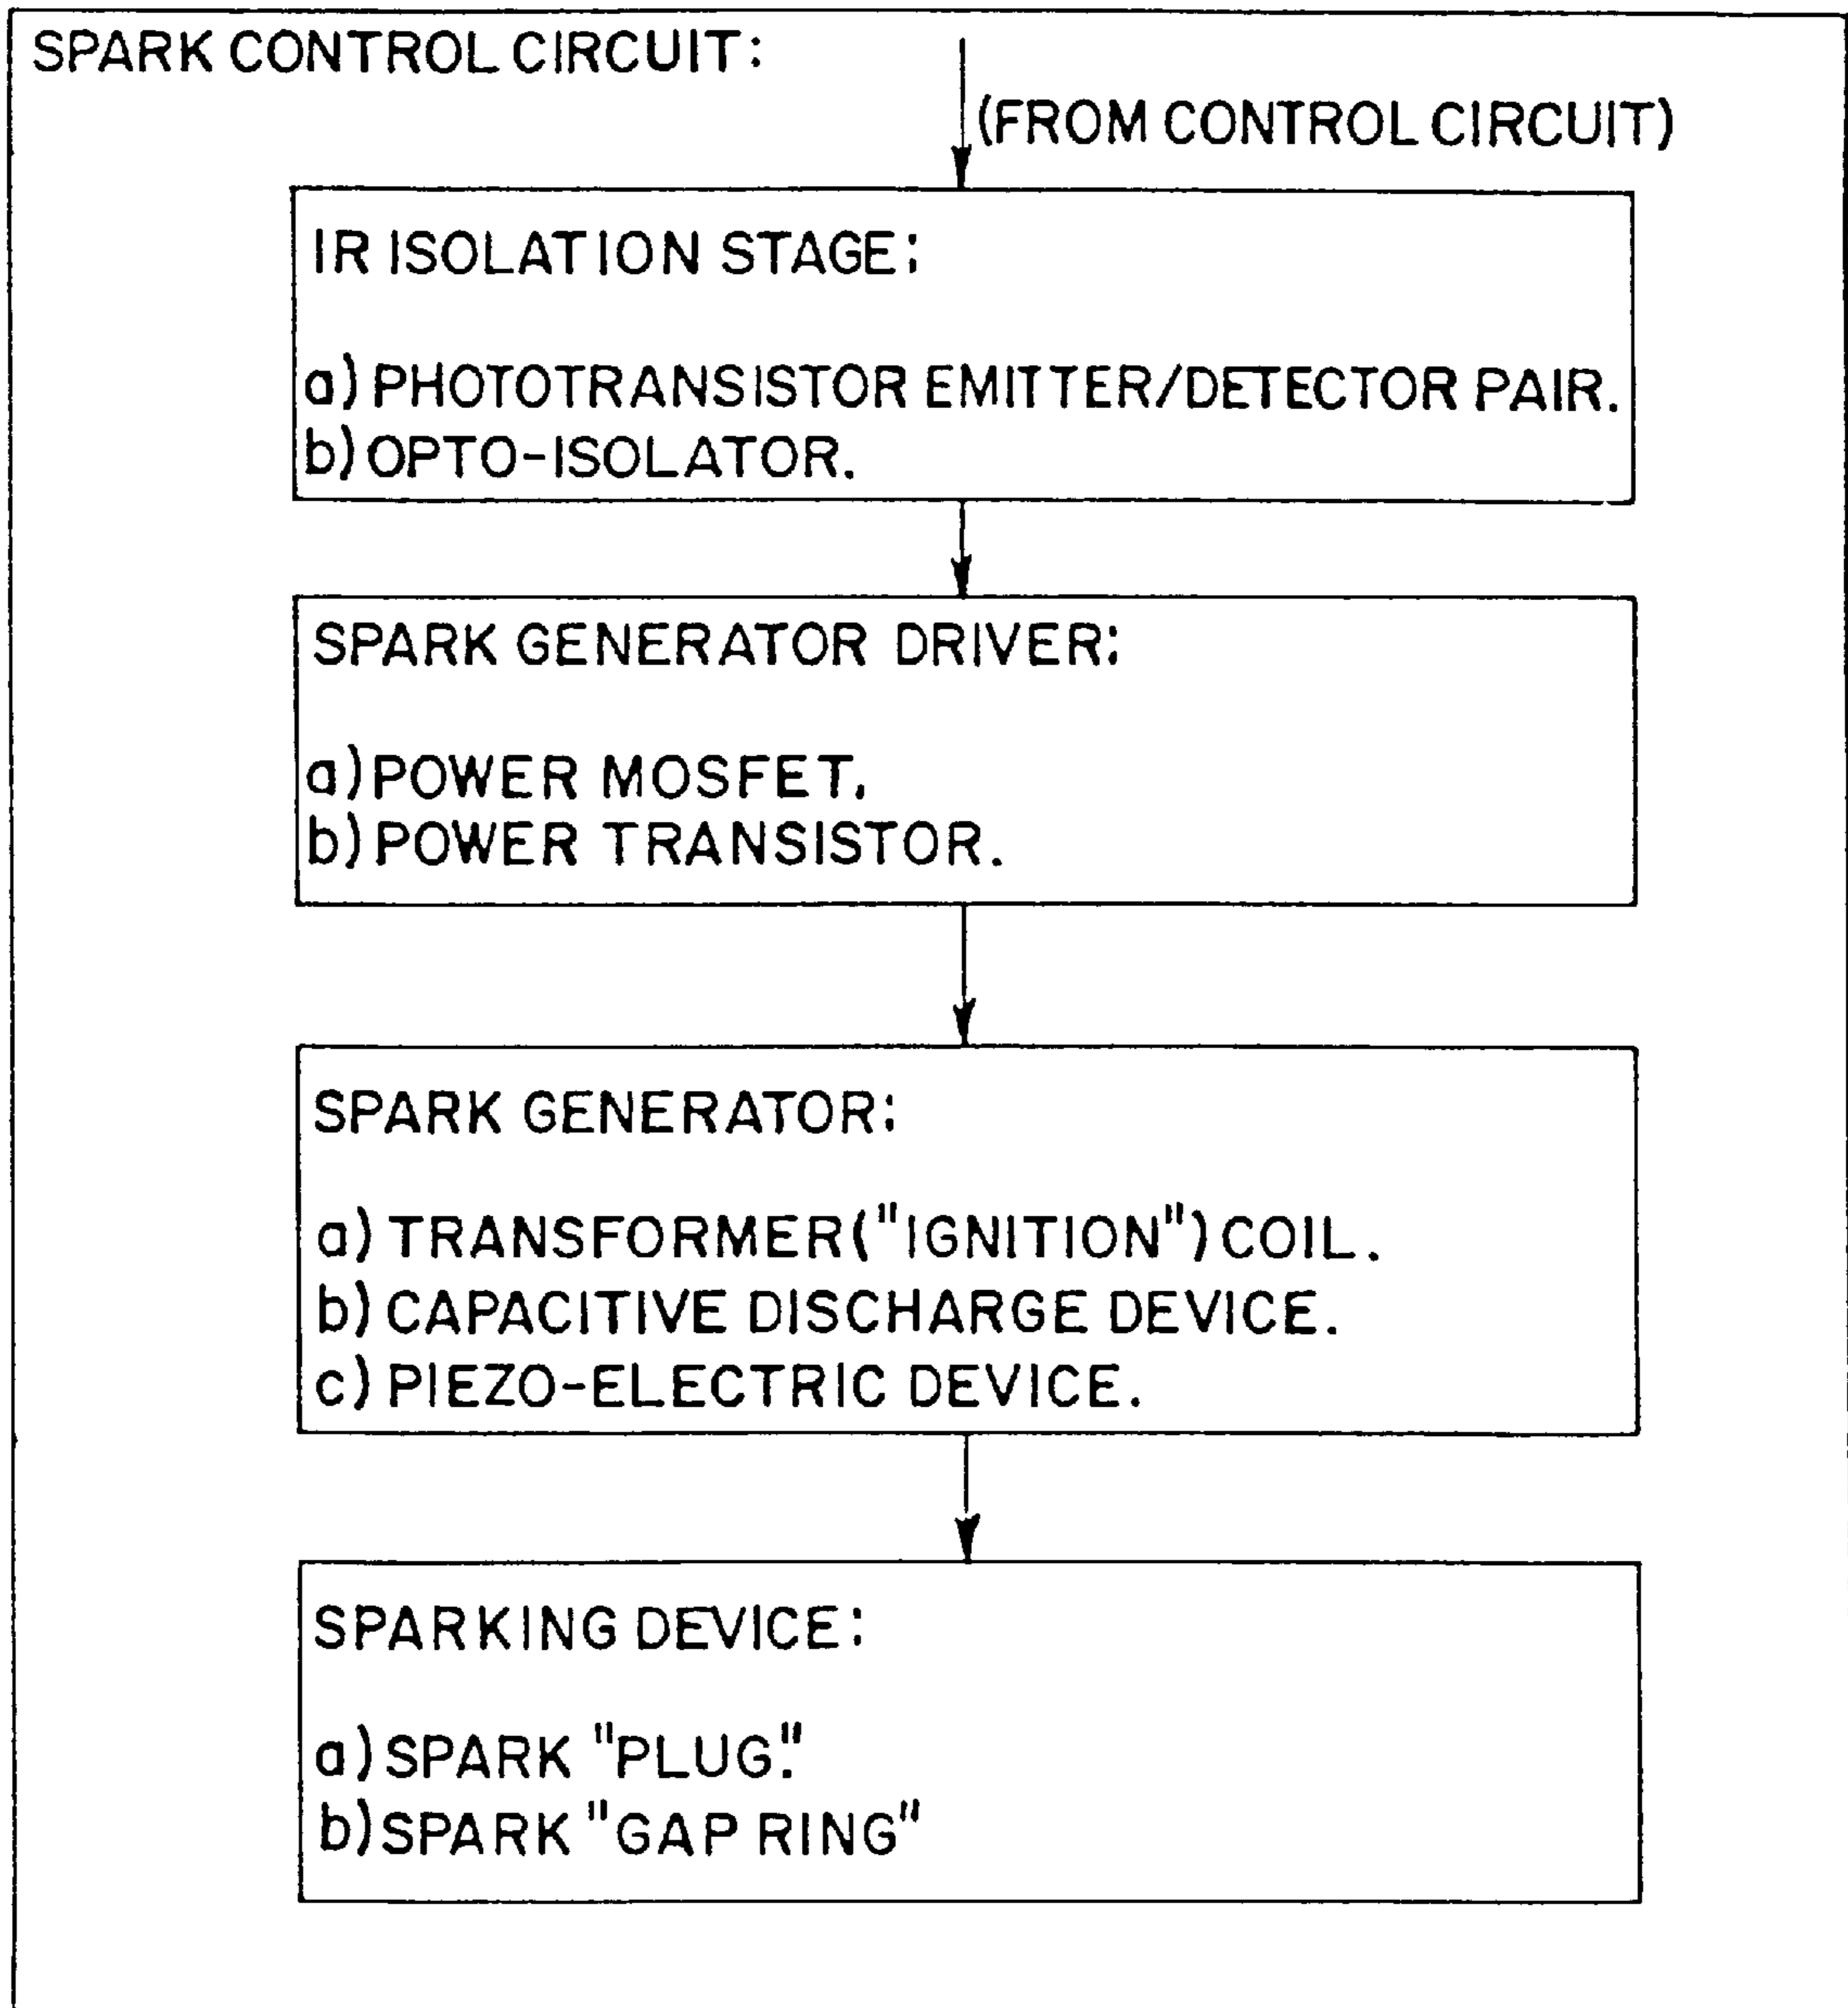 SPARK CONTROL CIRCUIT:
(FROM CONTROL CIRCUIT)
IR ISOLATION STAGE:
a) PHOTOTRANSISTOR EMITTER/DETECTOR PAIR.
b) OPTO-ISOLATOR.
SPARK GENERATOR DRIVER:
a) POWER MOSFET.
b) POWER TRANSISTOR.
SPARK GENERATOR:
a) TRANSFORMER ("IGNITION") COIL.
b) CAPACITIVE DISCHARGE DEVICE.
c) PIEZO-ELECTRIC DEVICE.
SPARKING DEVICE:
a) SPARK "PLUG".
b) SPARK "GAP RING"